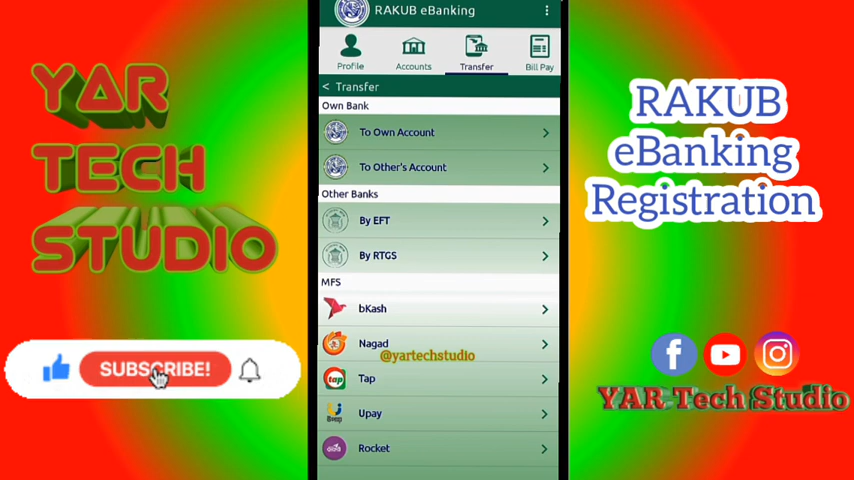 YAR
TECH
STUDIO
SUBSCRIBE!
RAKUB eBanking
Profile
Accounts
Transfer
Bill Pay
< Transfer
Own Bank
To Own Account
To Other's Account
Other Banks
By EFT
By RTGS
MFS
bKash
Nagad
@yartechstudio
tap
Tap
Upay
Rocket
RAKUB
eBanking
Registration
YAR Tech Studio